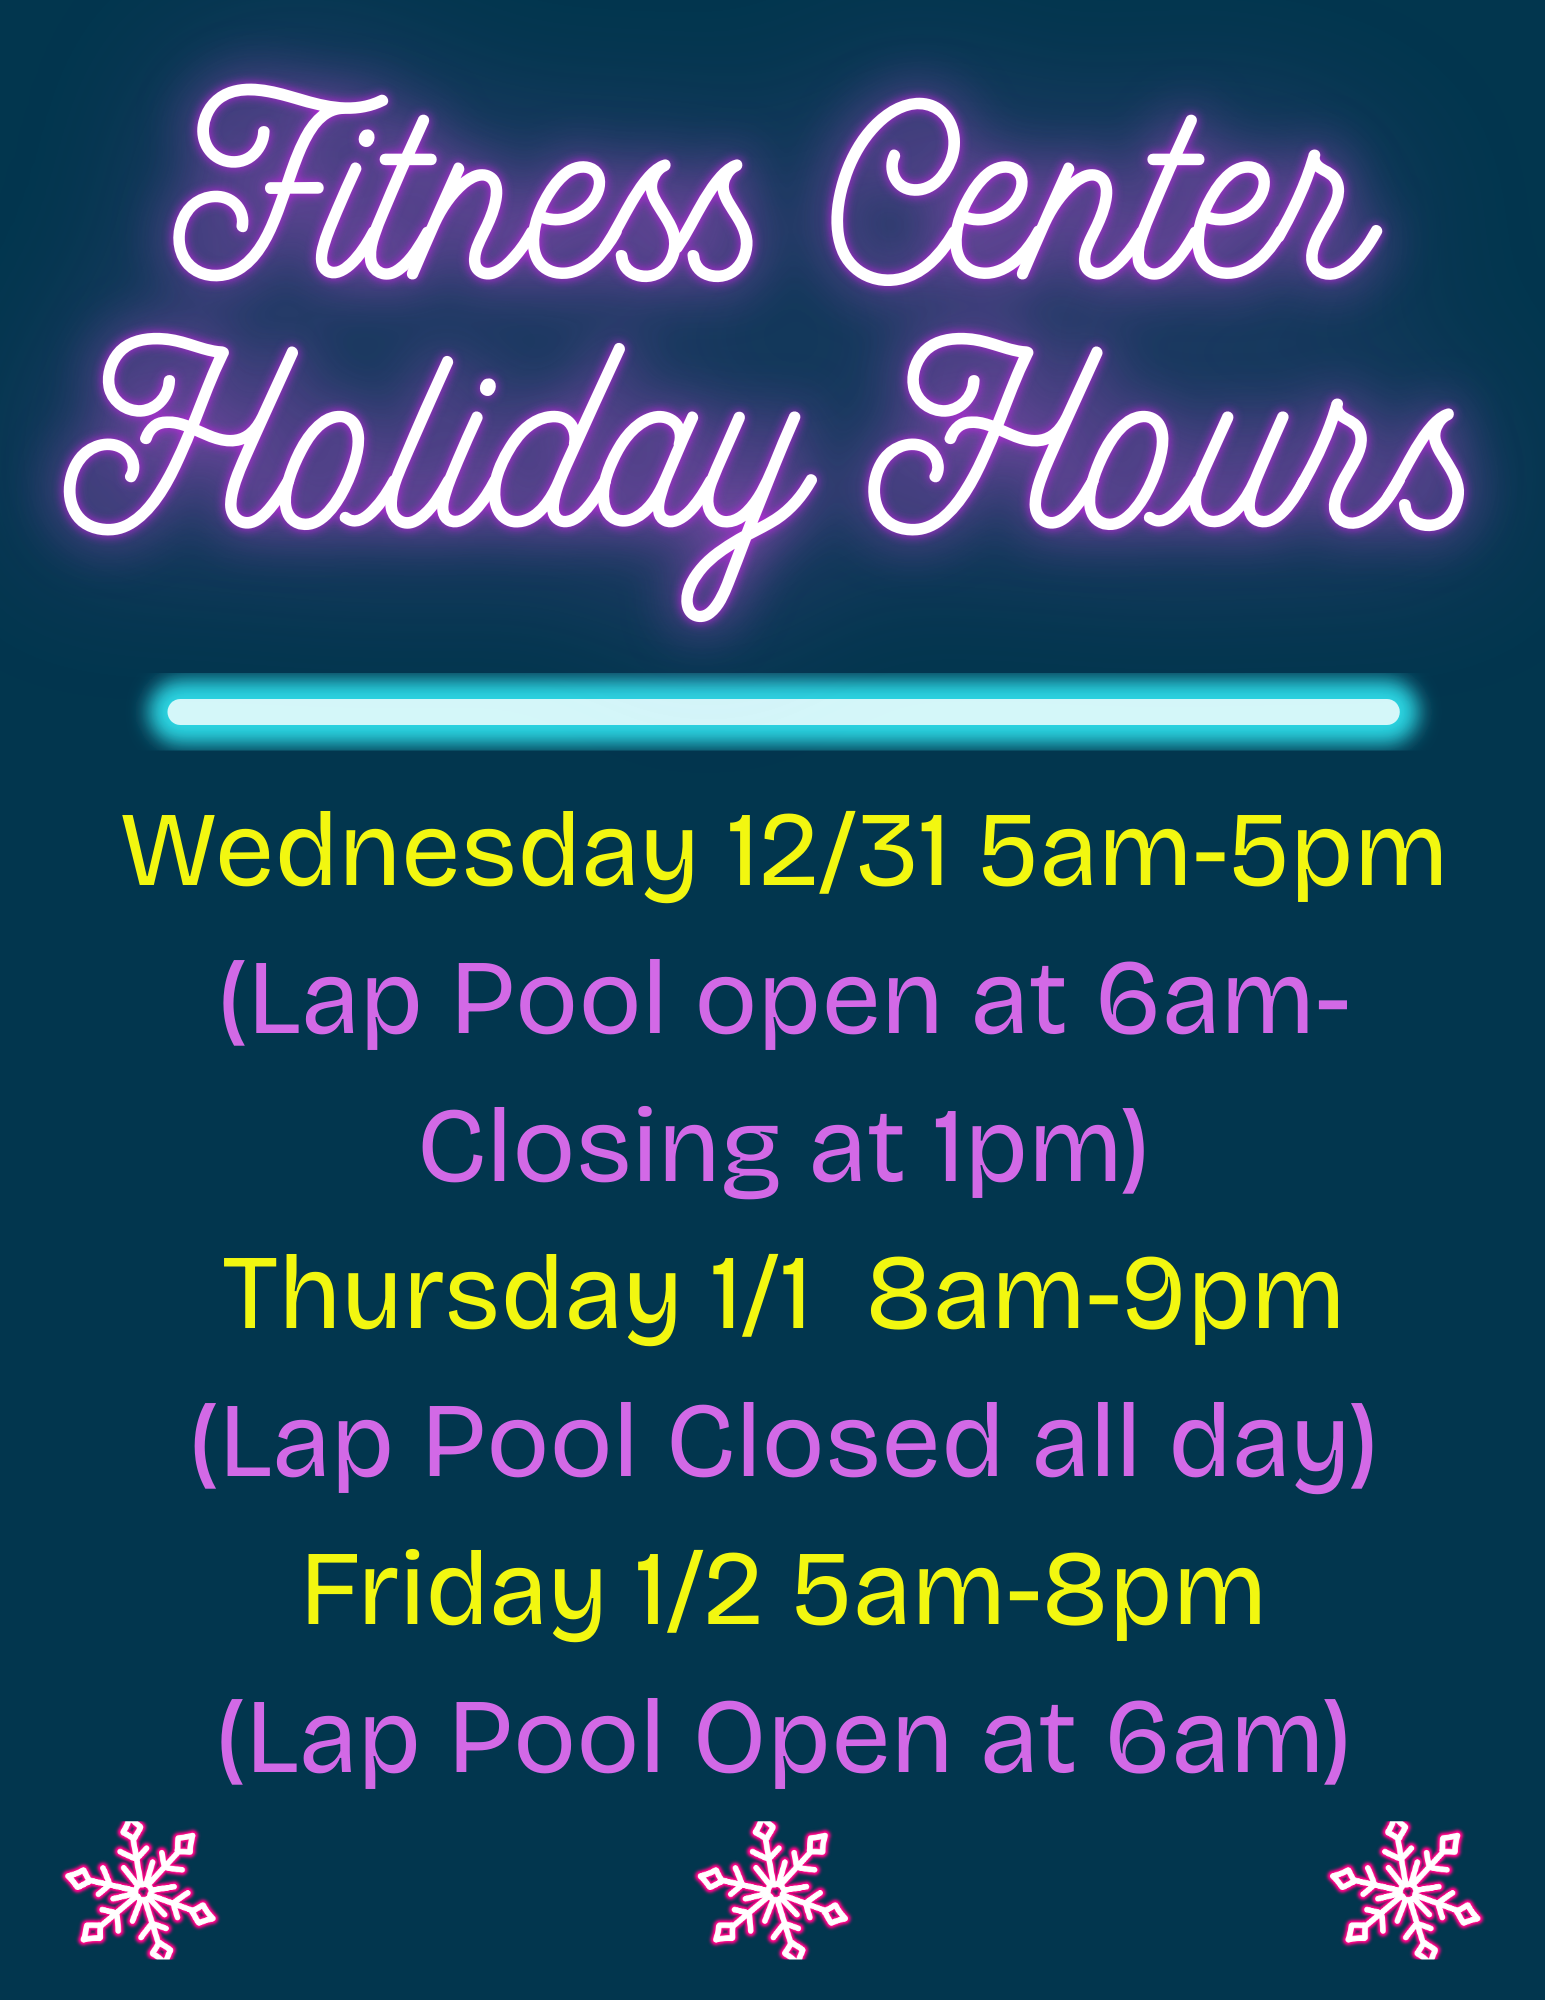 Fitness Center
Holiday Hours
Wednesday 12/31 5am-5pm
(Lap Pool open at 6am-
Closing at 1pm)
Thursday 1/1  8am-9pm
(Lap Pool Closed all day)
Friday 1/2 5am-8pm
(Lap Pool Open at 6am)